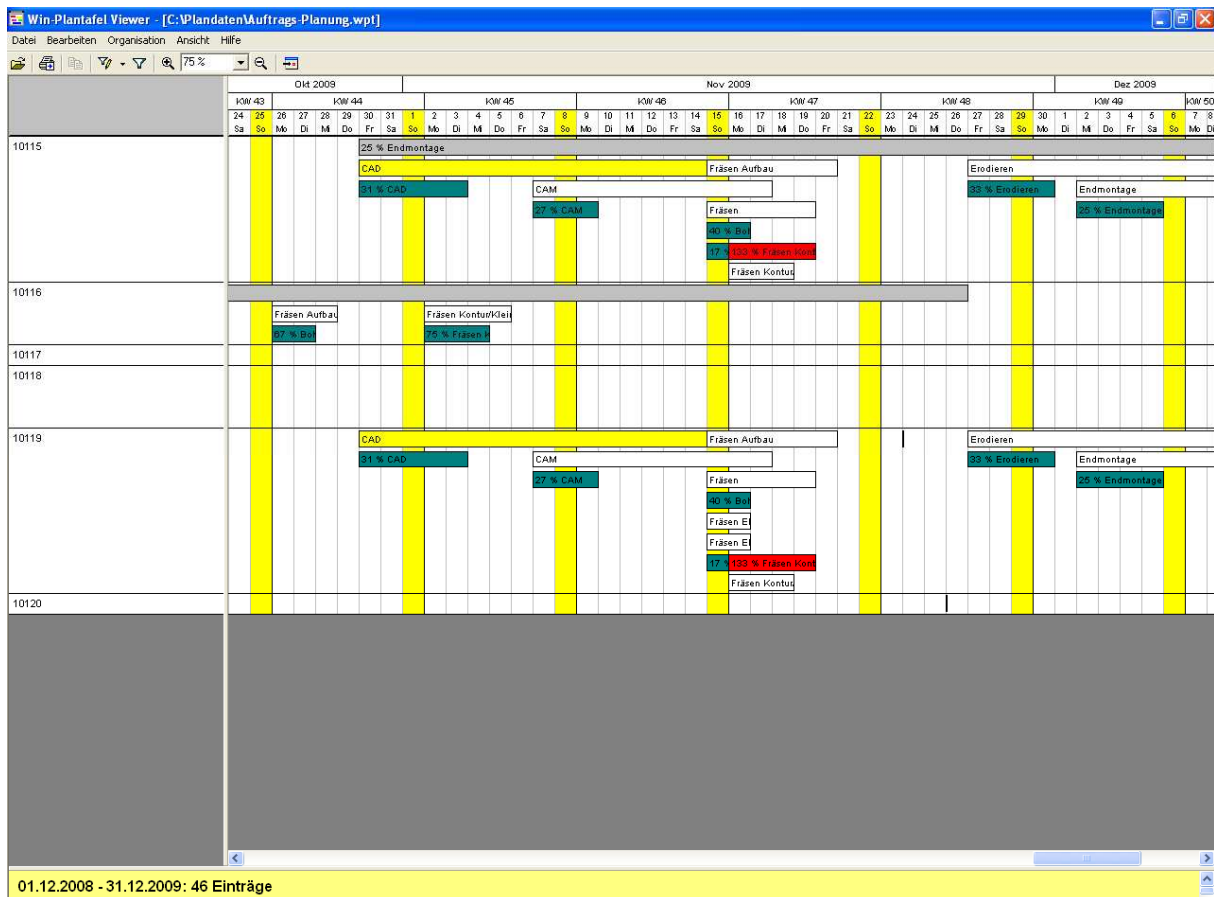 Win-Plantafel Viewer - [C:\Plandaten\Auftrags-Planung.wpt]
Datei Bearbeiten Organisation Ansicht Hilfe
75 %
Okt 2009 Nov 2009 Dez 2009
KW 43 KW 44 KW 45 KW 46 KW 47 KW 48 KW 49 KW 50
24 25 26 27 28 29 30 31 1 2 3 4 5 6 7 8 9 10 11 12 13 14 15 16 17 18 19 20 21 22 23 24 25 26 27 28 29 30 1 2 3 4 5 6 7 8
Sa So Mo Di Mi Do Fr Sa So Mo Di Mi Do Fr Sa So Mo Di Mi Do Fr Sa So Mo Di Mi Do Fr Sa So Mo Di Mi Do Fr Sa So Mo Di Mi Do Fr Sa So Mo Di
10115 25 % Endmontage
CAD Fräsen Aufbau Erodieren
31 % CAD CAM 33 % Erodieren Endmontage
27 % CAM Fräsen 25 % Endmontage
40 % Boh
17 % 133 % Fräsen Kont
Fräsen Kontu
10116
Fräsen Aufbau Fräsen Kontur/Klei
67 % Boh 75 % Fräsen K
10117
10118
10119 CAD Fräsen Aufbau Erodieren
31 % CAD CAM 33 % Erodieren Endmontage
27 % CAM Fräsen 25 % Endmontage
40 % Boh
Fräsen El
Fräsen El
17 % 133 % Fräsen Kont
Fräsen Kontu
10120
01.12.2008 - 31.12.2009: 46 Einträge